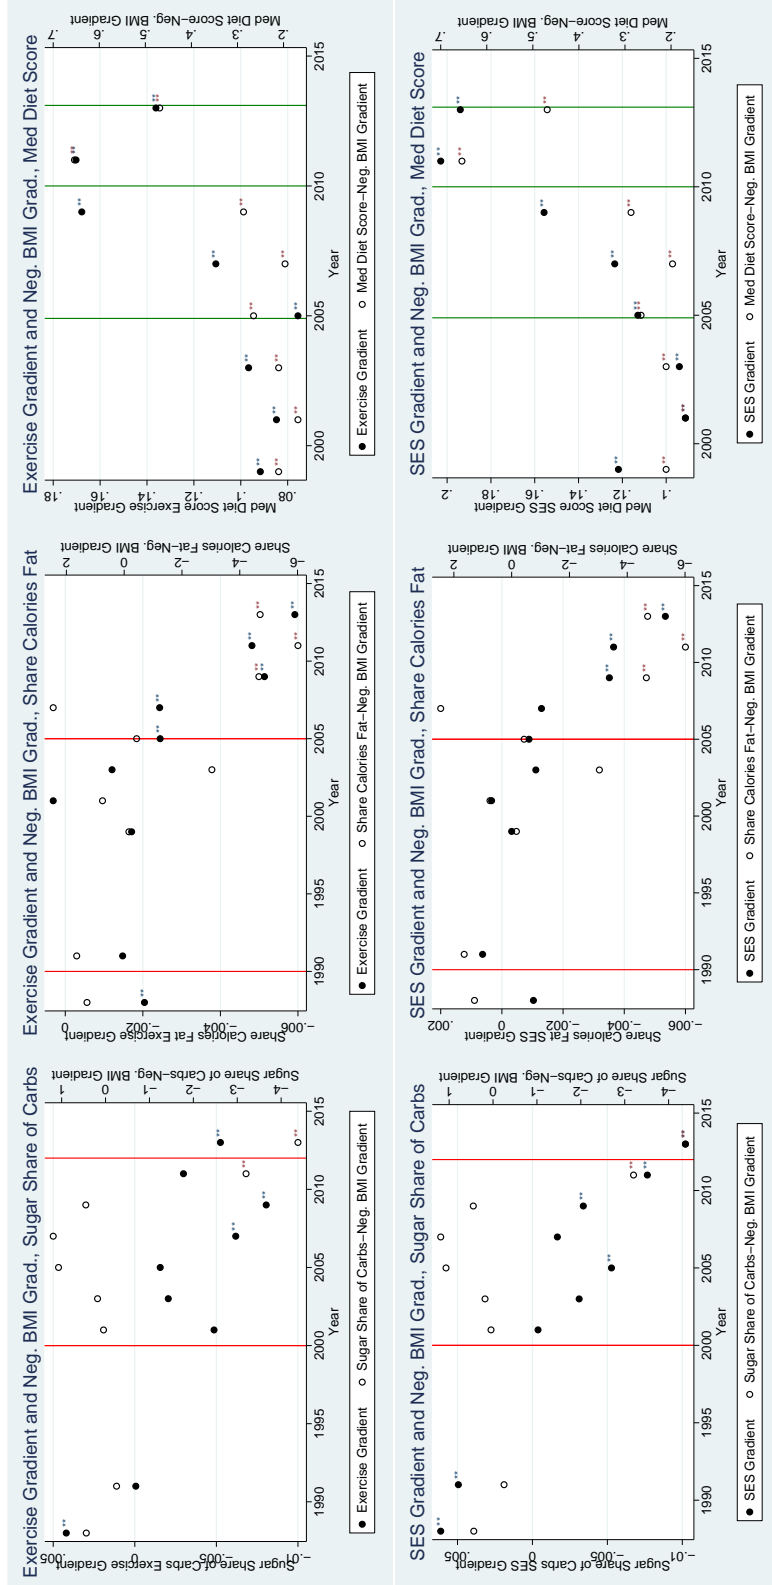 Exercise Gradient and Neg. BMI Grad., Sugar Share of Carbs
Sugar Share of Carbs Exercise Gradient
.005
0
−.005
−.01
Sugar Share of Carbs−Neg. BMI Gradient
1
0
−1
−2
−3
−4
1990 1995 2000 2005 2010 2015
Year
Exercise Gradient Sugar Share of Carbs−Neg. BMI Gradient
Exercise Gradient and Neg. BMI Grad., Share Calories Fat
Share Calories Fat Exercise Gradient
0
−.002
−.004
−.006
Share Calories Fat−Neg. BMI Gradient
2
0
−2
−4
−6
1990 1995 2000 2005 2010 2015
Year
Exercise Gradient Share Calories Fat−Neg. BMI Gradient
Exercise Gradient and Neg. BMI Grad., Med Diet Score
Med Diet Score Exercise Gradient
.18
.16
.14
.12
.1
.08
Med Diet Score−Neg. BMI Gradient
.7
.6
.5
.4
.3
.2
2000 2005 2010 2015
Year
Exercise Gradient Med Diet Score−Neg. BMI Gradient
SES Gradient and Neg. BMI Grad., Sugar Share of Carbs
Sugar Share of Carbs SES Gradient
.005
0
−.005
−.01
Sugar Share of Carbs−Neg. BMI Gradient
1
0
−1
−2
−3
−4
1990 1995 2000 2005 2010 2015
Year
SES Gradient Sugar Share of Carbs−Neg. BMI Gradient
SES Gradient and Neg. BMI Grad., Share Calories Fat
Share Calories Fat SES Gradient
.002
0
−.002
−.004
−.006
Share Calories Fat−Neg. BMI Gradient
2
0
−2
−4
−6
1990 1995 2000 2005 2010 2015
Year
SES Gradient Share Calories Fat−Neg. BMI Gradient
SES Gradient and Neg. BMI Grad., Med Diet Score
Med Diet Score SES Gradient
.2
.18
.16
.14
.12
.1
Med Diet Score−Neg. BMI Gradient
.7
.6
.5
.4
.3
.2
2000 2005 2010 2015
Year
SES Gradient Med Diet Score−Neg. BMI Gradient